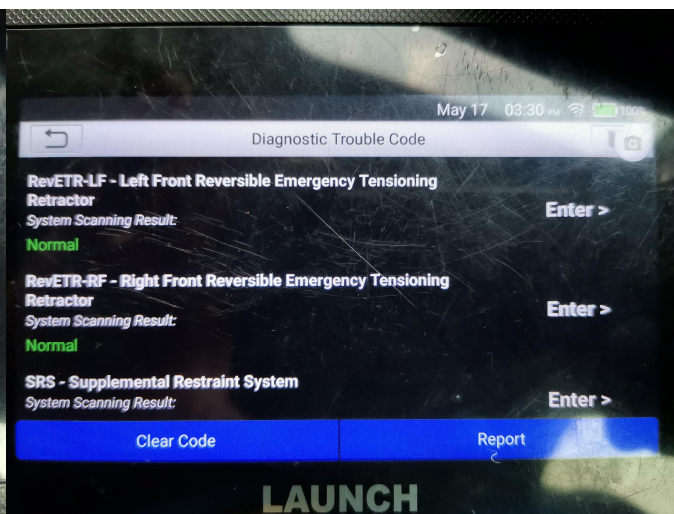 May 17 03:30 PM 100%
Diagnostic Trouble Code
RevETR-LF - Left Front Reversible Emergency Tensioning
Retractor
System Scanning Result:
Enter >
Normal
RevETR-RF - Right Front Reversible Emergency Tensioning
Retractor
System Scanning Result:
Enter >
Normal
SRS - Supplemental Restraint System
System Scanning Result:
Enter >
Clear Code
Report
LAUNCH